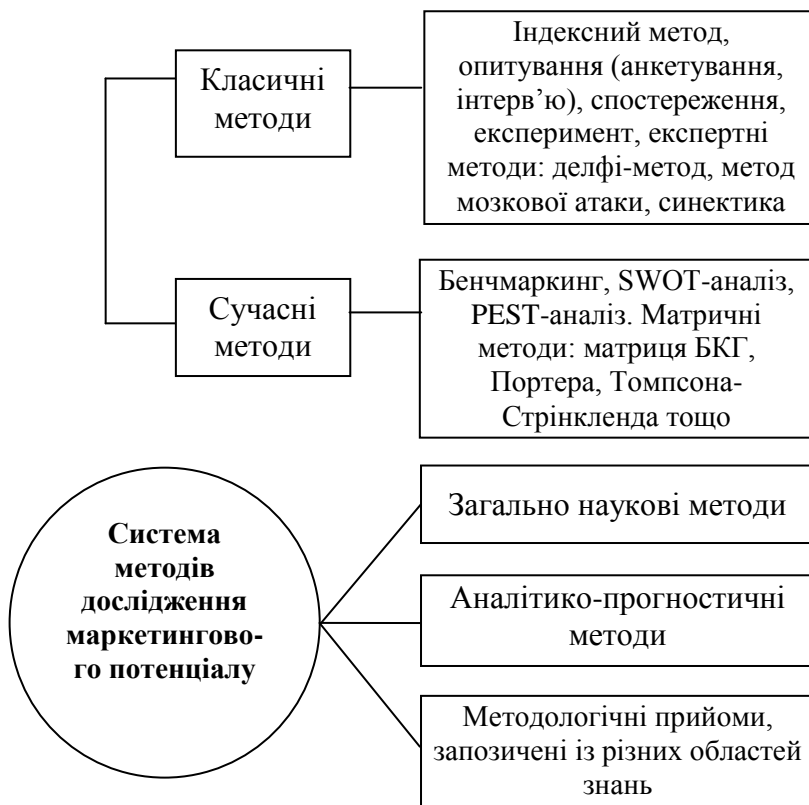 Класичні
методи
Індексний метод,
опитування (анкетування,
інтерв’ю), спостереження,
експеримент, експертні
методи: делфі-метод, метод
мозкової атаки, синектика
Сучасні
методи
Бенчмаркинг, SWOT-аналіз,
PEST-аналіз. Матричні
методи: матриця БКГ,
Портера, Томпсона-
Стрінкленда тощо
Система
методів
дослідження
маркетингово-
го потенціалу
Загально наукові методи
Аналітико-прогностичні
методи
Методологічні прийоми,
запозичені із різних областей
знань